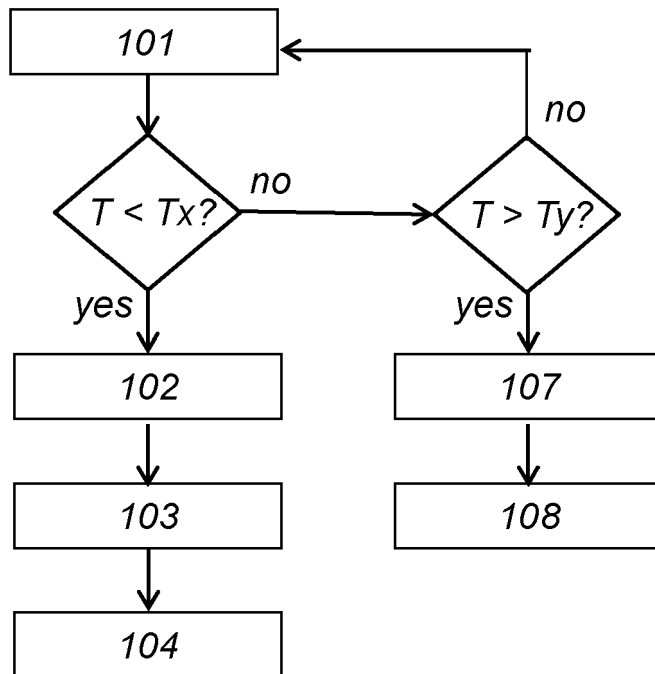 101
no
T < Tx?
no
T > Ty?
yes
yes
102
107
103
108
104